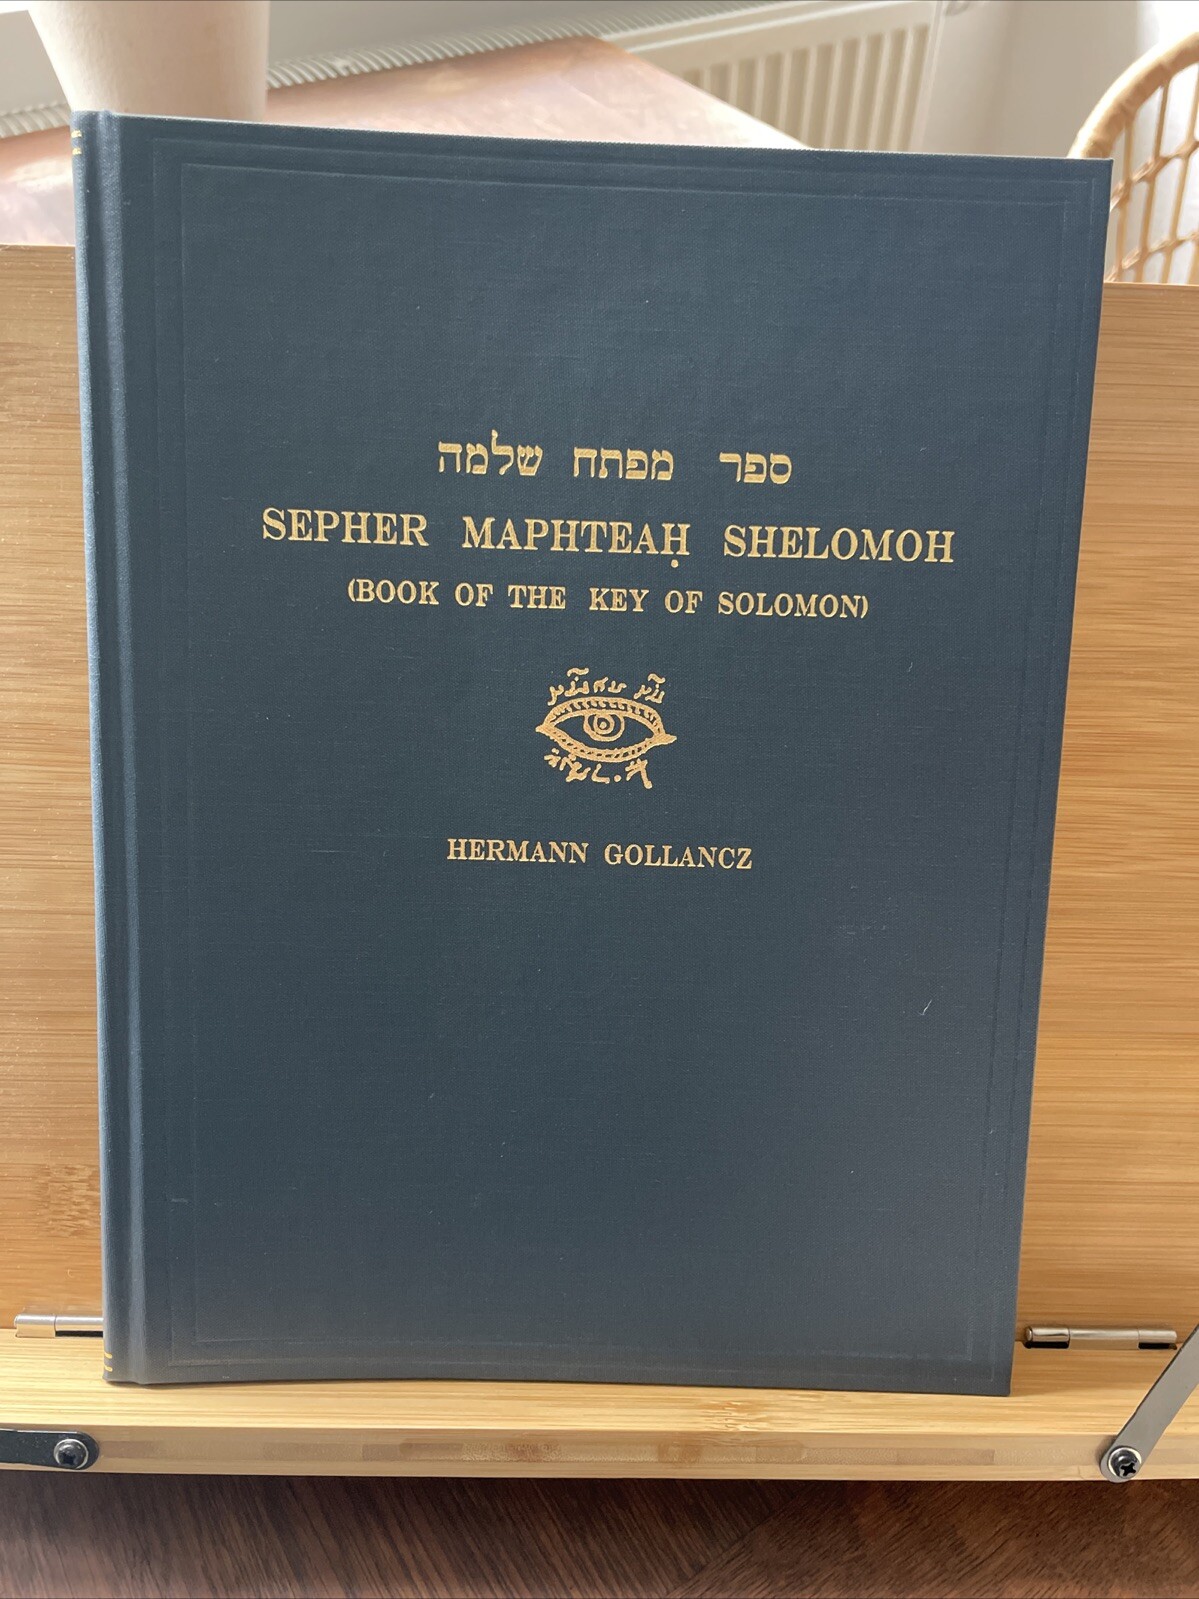 ספר מפתח שלמה
SEPHER MAPHTEAḤ SHELOMOH
(BOOK OF THE KEY OF SOLOMON)
HERMANN GOLLANCZ